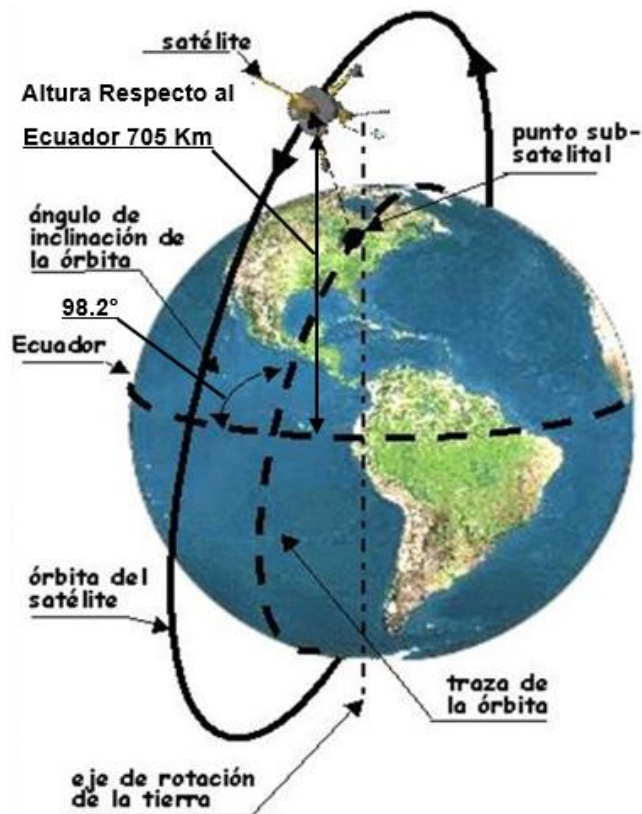 satélite
Altura Respecto al
Ecuador 705 Km
punto sub-
satelital
ángulo de
inclinación de
la órbita
98.2°
Ecuador
órbita del
satélite
traza de
la órbita
eje de rotación
de la tierra